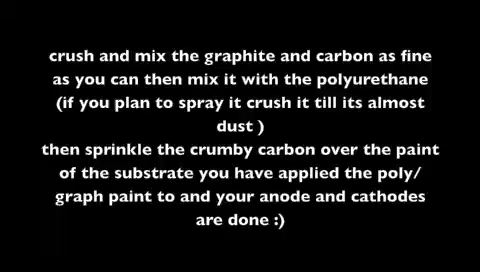 crush and mix the graphite and carbon as fine
as you can then mix it with the polyurethane
(if you plan to spray it crush it till its almost
dust )
then sprinkle the crumby carbon over the paint
of the substrate you have applied the poly/
graph paint to and your anode and cathodes
are done :)